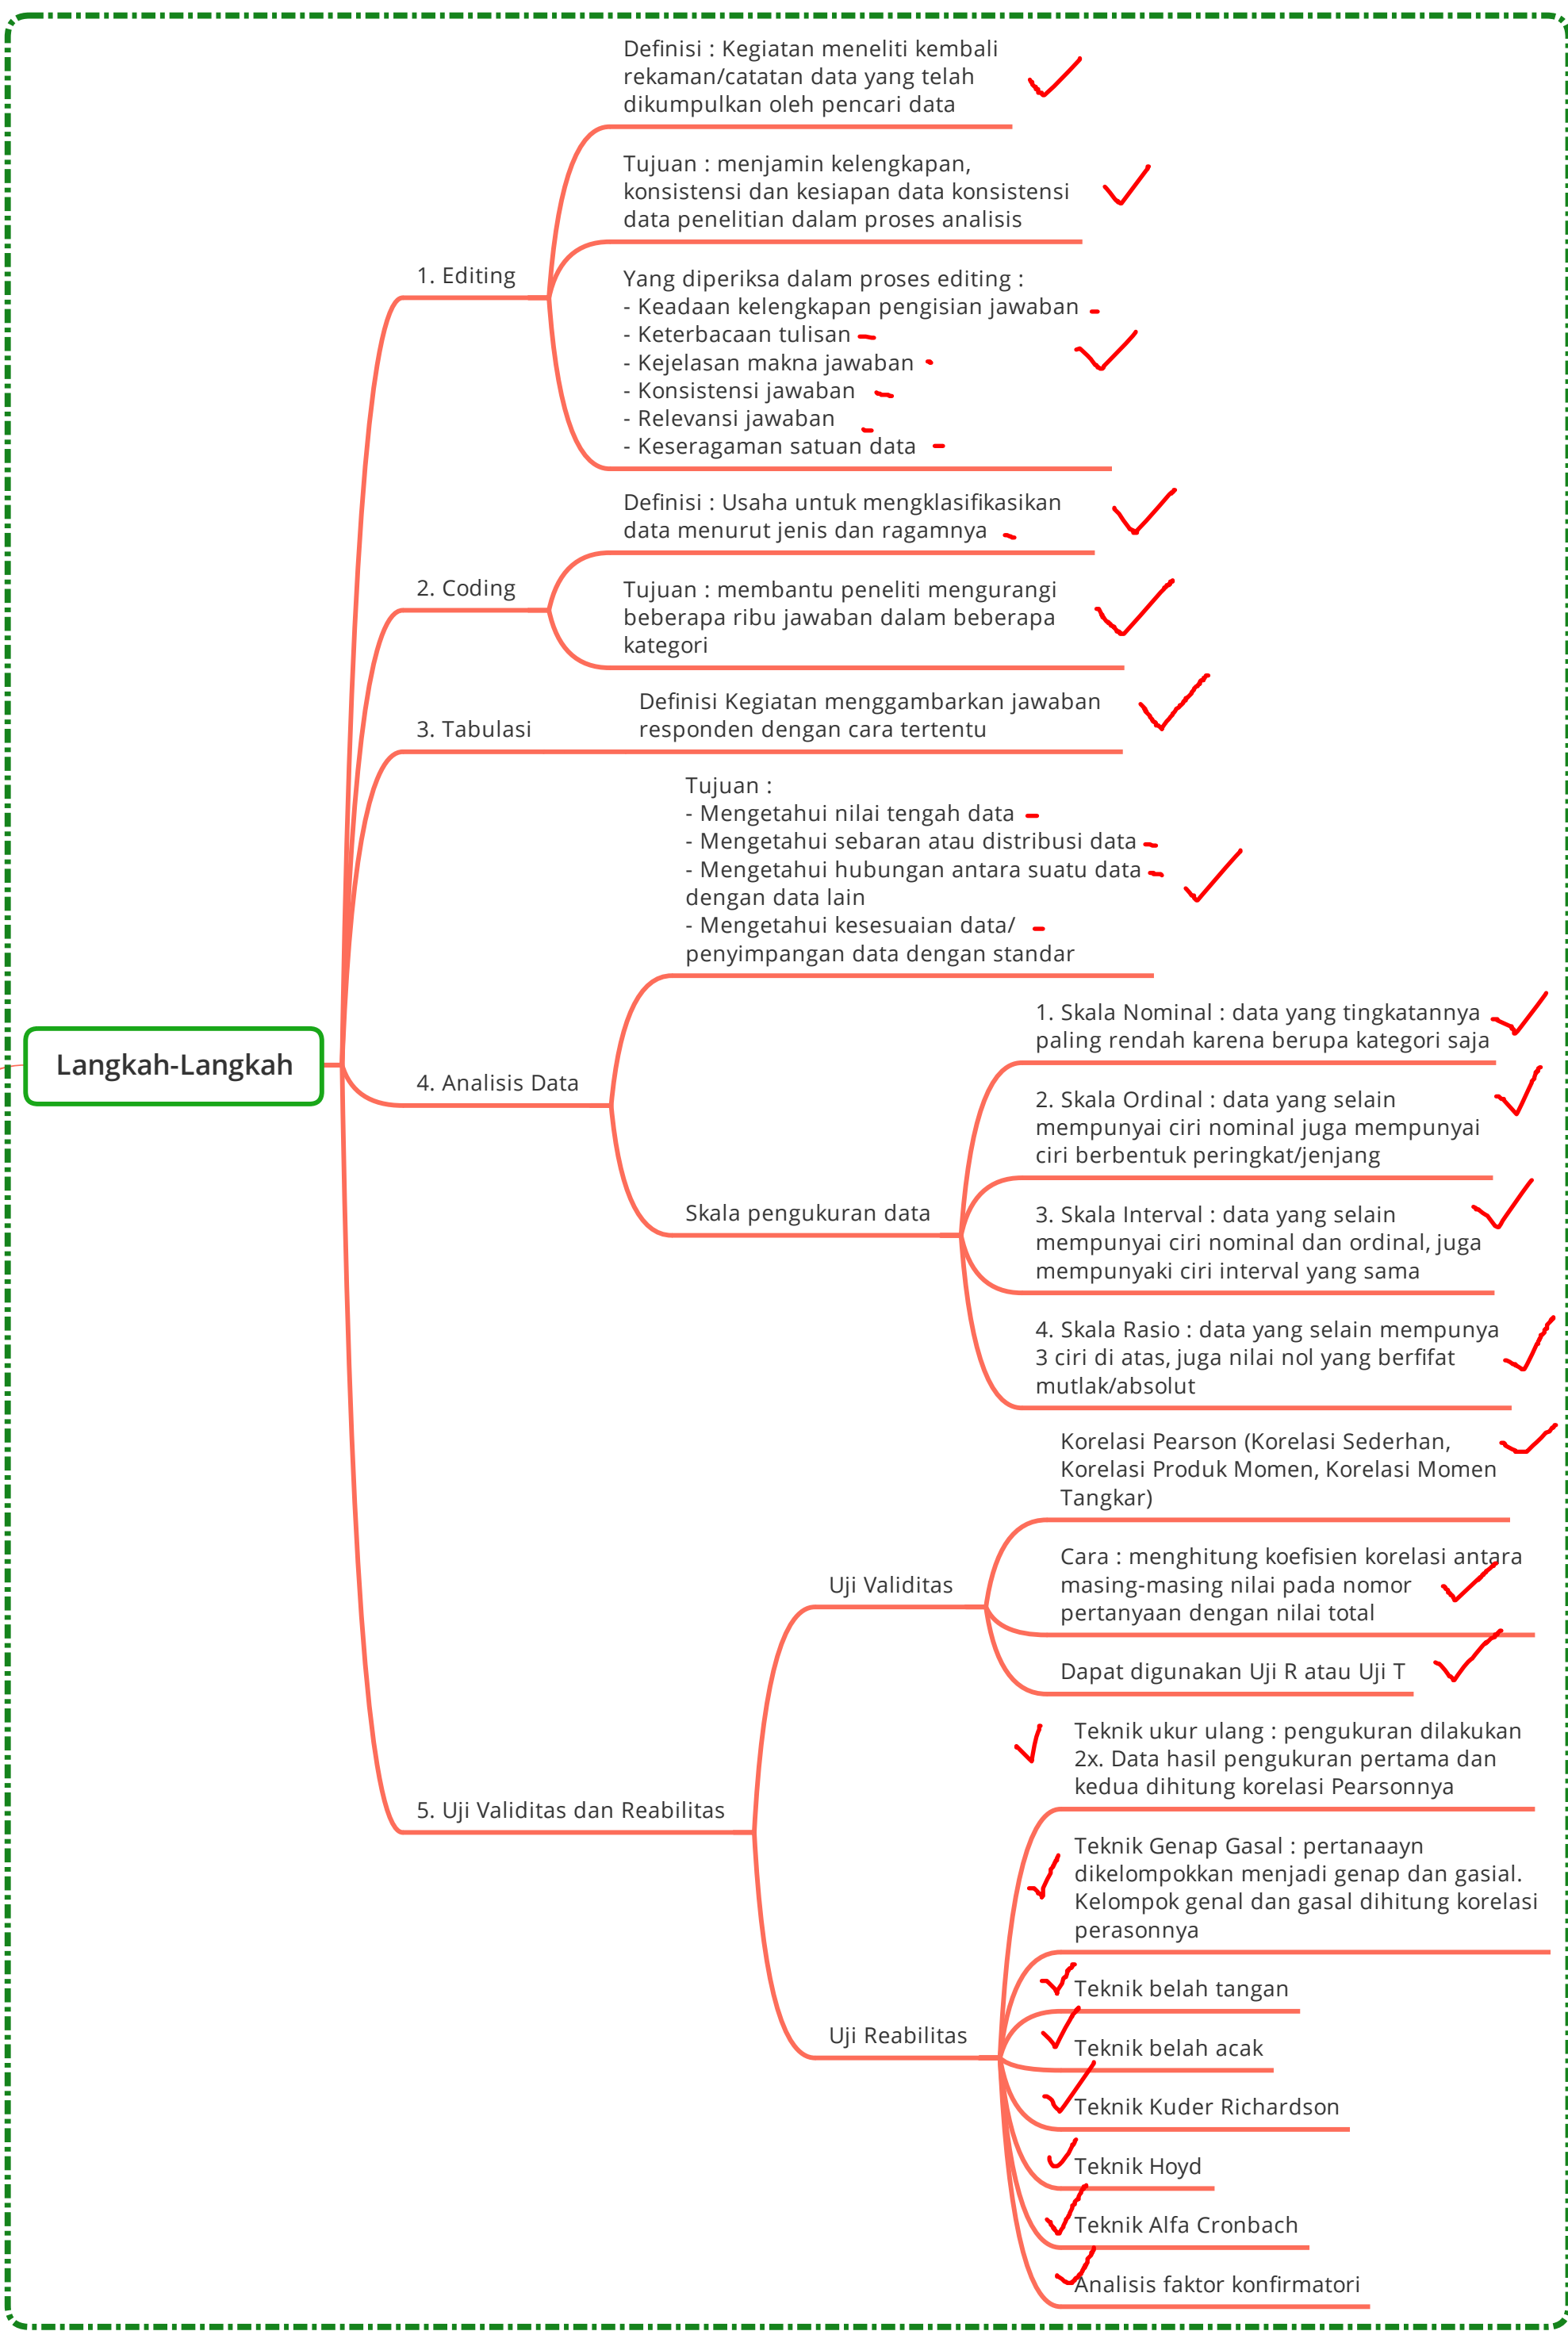 Definisi : Kegiatan meneliti kembali
rekaman/catatan data yang telah
dikumpulkan oleh pencari data
Tujuan : menjamin kelengkapan,
konsistensi dan kesiapan data konsistensi
data penelitian dalam proses analisis
1. Editing
Yang diperiksa dalam proses editing :
- Keadaan kelengkapan pengisian jawaban
- Keterbacaan tulisan
- Kejelasan makna jawaban
- Konsistensi jawaban
- Relevansi jawaban
- Keseragaman satuan data
Definisi : Usaha untuk mengklasifikasikan
data menurut jenis dan ragamnya
2. Coding
Tujuan : membantu peneliti mengurangi
beberapa ribu jawaban dalam beberapa
kategori
3. Tabulasi
Definisi Kegiatan menggambarkan jawaban
responden dengan cara tertentu
Tujuan :
- Mengetahui nilai tengah data
- Mengetahui sebaran atau distribusi data
- Mengetahui hubungan antara suatu data
dengan data lain
- Mengetahui kesesuaian data/
penyimpangan data dengan standar
Langkah-Langkah
4. Analisis Data
Skala pengukuran data
1. Skala Nominal : data yang tingkatannya
paling rendah karena berupa kategori saja
2. Skala Ordinal : data yang selain
mempunyai ciri nominal juga mempunyai
ciri berbentuk peringkat/jenjang
3. Skala Interval : data yang selain
mempunyai ciri nominal dan ordinal, juga
mempunyaki ciri interval yang sama
4. Skala Rasio : data yang selain mempunya
3 ciri di atas, juga nilai nol yang berfifat
mutlak/absolut
Korelasi Pearson (Korelasi Sederhan,
Korelasi Produk Momen, Korelasi Momen
Tangkar)
Uji Validitas
Cara : menghitung koefisien korelasi antara
masing-masing nilai pada nomor
pertanyaan dengan nilai total
Dapat digunakan Uji R atau Uji T
5. Uji Validitas dan Reabilitas
Teknik ukur ulang : pengukuran dilakukan
2x. Data hasil pengukuran pertama dan
kedua dihitung korelasi Pearsonnya
Teknik Genap Gasal : pertanaayn
dikelompokkan menjadi genap dan gasial.
Kelompok genal dan gasal dihitung korelasi
perasonnya
Uji Reabilitas
Teknik belah tangan
Teknik belah acak
Teknik Kuder Richardson
Teknik Hoyd
Teknik Alfa Cronbach
Analisis faktor konfirmatori